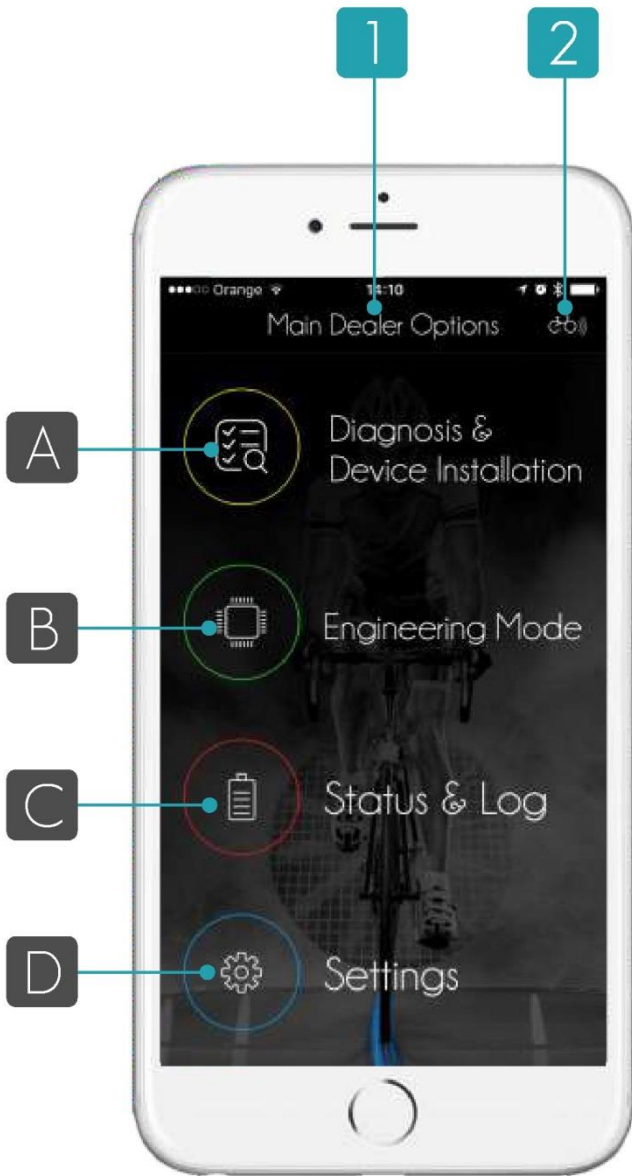 1 2
Orange 14:10
Main Dealer Options
A
Diagnosis &
Device Installation
B
Engineering Mode
C
Status & Log
D
Settings